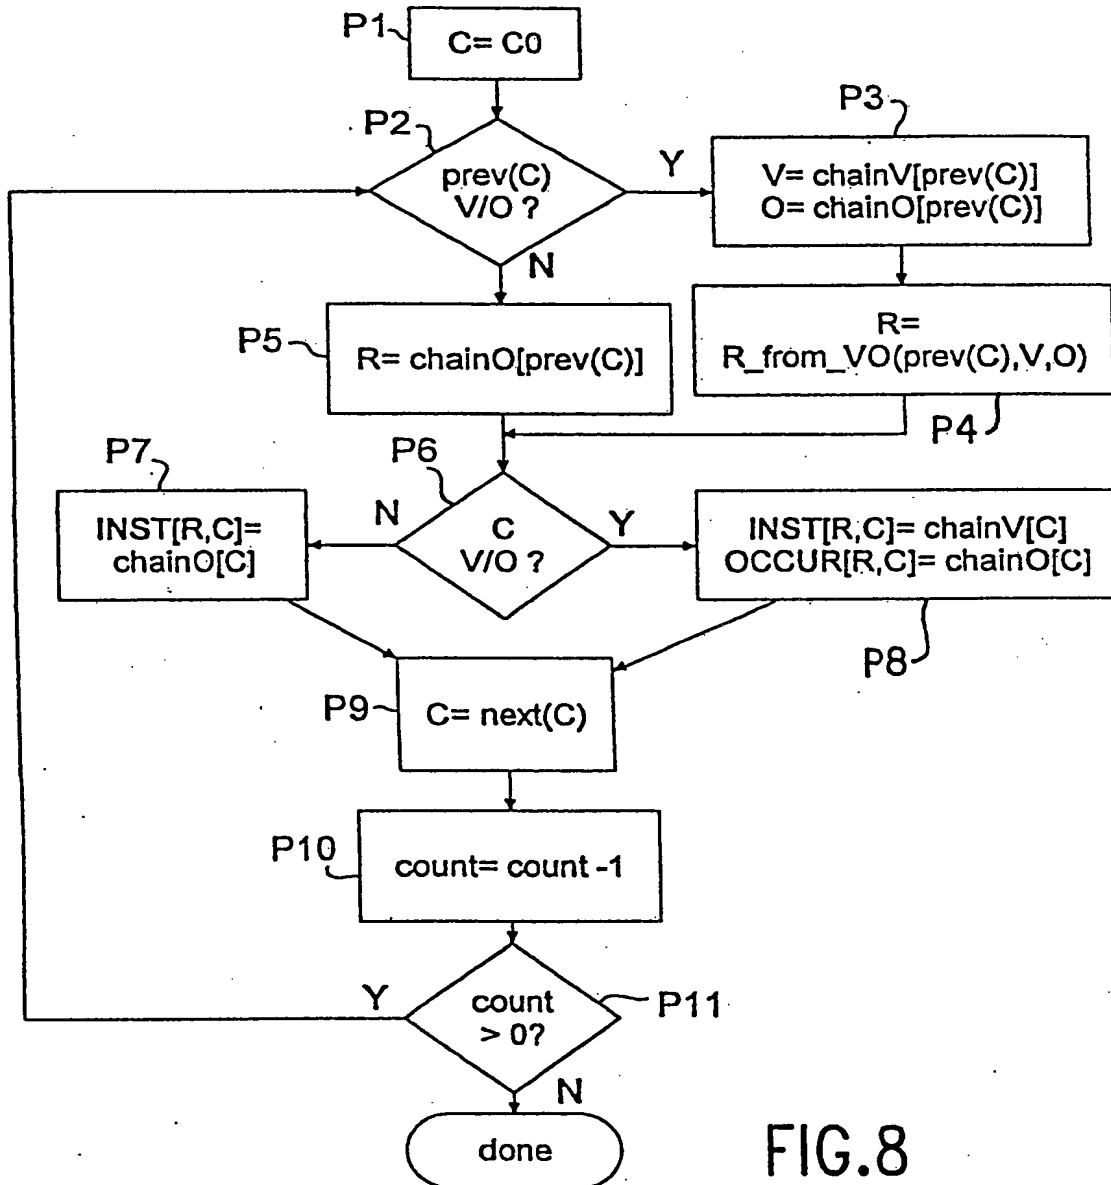 P1
C= C0
P2
prev(C)
V/O ?
Y
N
P3
V= chainV[prev(C)]
O= chainO[prev(C)]
R=
R_from_VO(prev(C),V,O)
P4
P5
R= chainO[prev(C)]
P6
C
V/O ?
N
Y
P7
INST[R,C]=
chainO[C]
INST[R,C]= chainV[C]
OCCUR[R,C]= chainO[C]
P8
P9
C= next(C)
P10
count= count -1
count
> 0?
Y
P11
N
done
FIG.8